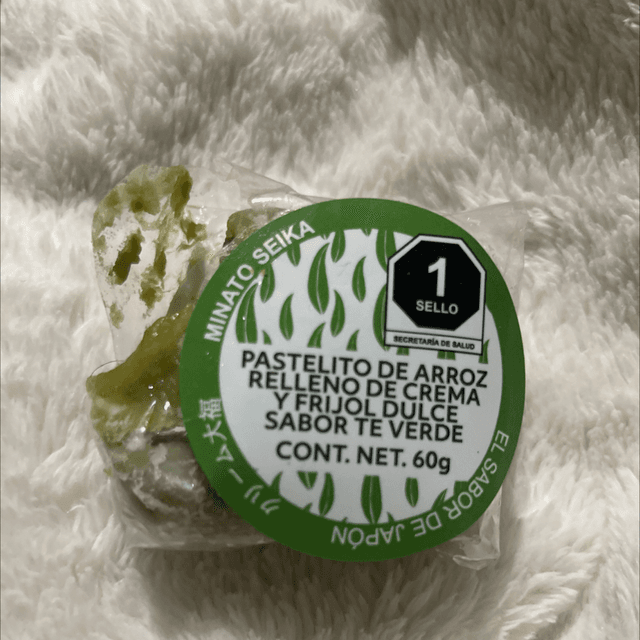 MINATO SEIKA
1
SELLO
SECRETARÍA DE SALUD
PASTELITO DE ARROZ
RELLENO DE CREMA
Y FRIJOL DULCE
SABOR TE VERDE
CONT. NET. 60g
クリーム大福
EL SABOR DE JAPÓN